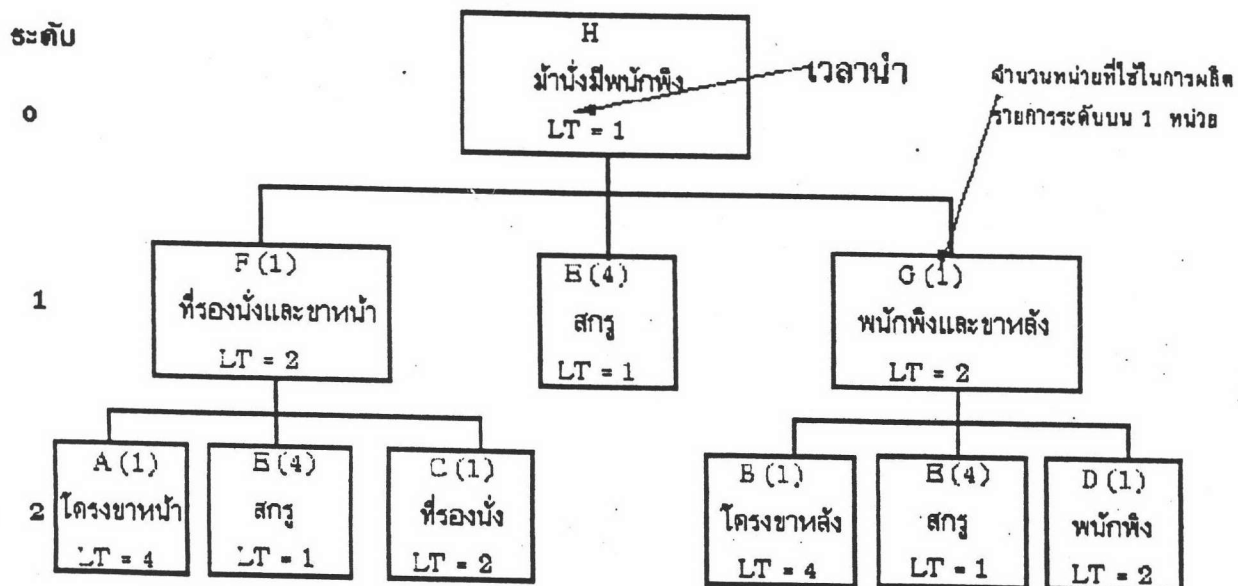 ระดับ
0
H
ม้านั่งมีพนักพิง
LT = 1
เวลานำ
จำนวนหน่วยที่ใช้ในการผลิต
รายการระดับบน 1 หน่วย
1
F (1)
ที่รองนั่งและขาหน้า
LT = 2
E (4)
สกรู
LT = 1
G (1)
พนักพิงและขาหลัง
LT = 2
2
A (1)
โครงขาหน้า
LT = 4
E (4)
สกรู
LT = 1
C (1)
ที่รองนั่ง
LT = 2
B (1)
โครงขาหลัง
LT = 4
E (4)
สกรู
LT = 1
D (1)
พนักพิง
LT = 2